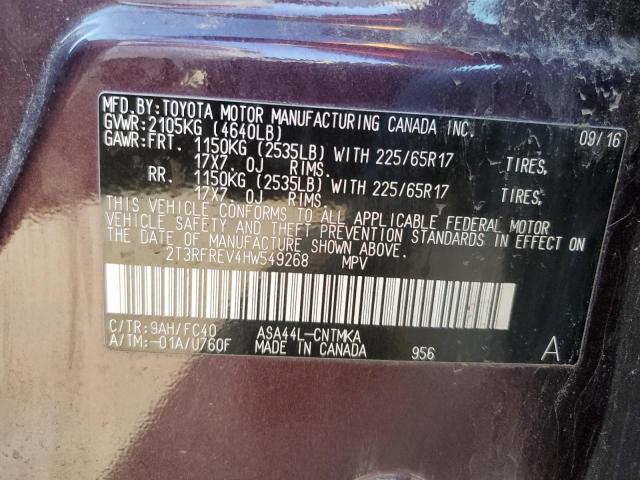 MFD.BY:TOYOTA MOTOR MANUFACTURING CANADA INC.
GVWR:2105KG (4640LB) 09/16
GAWR:FRT. 1150KG (2535LB) WITH 225/65R17 TIRES,
17X7.0J RIMS.
RR. 1150KG (2535LB) WITH 225/65R17 TIRES,
17X7.0J RIMS.
THIS VEHICLE CONFORMS TO ALL APPLICABLE FEDERAL MOTOR
VEHICLE SAFETY AND THEFT PREVENTION STANDARDS IN EFFECT ON
THE DATE OF MANUFACTURE SHOWN ABOVE.
2T3RFREV4HW549268 MPV
C/TR:9AH/FC40 ASA44L-CNTMKA
A/TM:-01A/U760F MADE IN CANADA 956 A